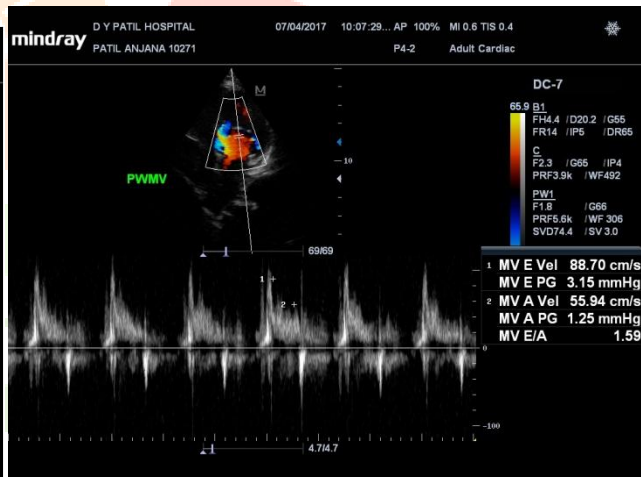 mindray
D Y PATIL HOSPITAL 07/04/2017 10:07:29... AP 100% MI 0.6 TIS 0.4
PATIL ANJANA 10271 P4-2 Adult Cardiac
M
DC-7
65.9 B1
FH4.4 /D20.2 /G55
FR14 /IP5 /DR65
C
F2.3 /G65 /IP4
PRF3.9k /WF492
PW1
F1.8 /G66
PRF5.6k /WF 306
SVD74.4 /SV 3.0
10
PWMV
69/69
1 MV E Vel 88.70 cm/s
MV E PG 3.15 mmHg
2 MV A Vel 55.94 cm/s
MV A PG 1.25 mmHg
MV E/A 1.59
1
2
0
-100
4.7/4.7